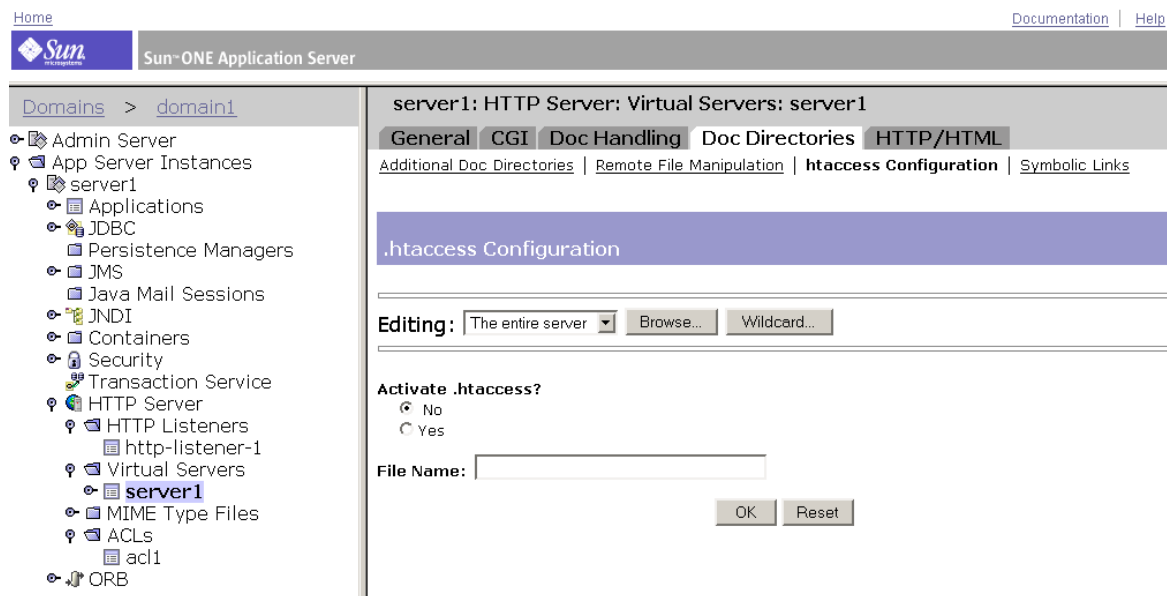 Home
Documentation | Help
Sun microsystems
Sun™ONE Application Server
Domains > domain1
Admin Server
App Server Instances
server1
Applications
JDBC
Persistence Managers
JMS
Java Mail Sessions
JNDI
Containers
Security
Transaction Service
HTTP Server
HTTP Listeners
http-listener-1
Virtual Servers
server1
MIME Type Files
ACLs
acl1
ORB
server1: HTTP Server: Virtual Servers: server1
General CGI Doc Handling Doc Directories HTTP/HTML
Additional Doc Directories | Remote File Manipulation | htaccess Configuration | Symbolic Links
.htaccess Configuration
Editing: The entire server Browse... Wildcard...
Activate .htaccess?
No
Yes
File Name:
OK Reset